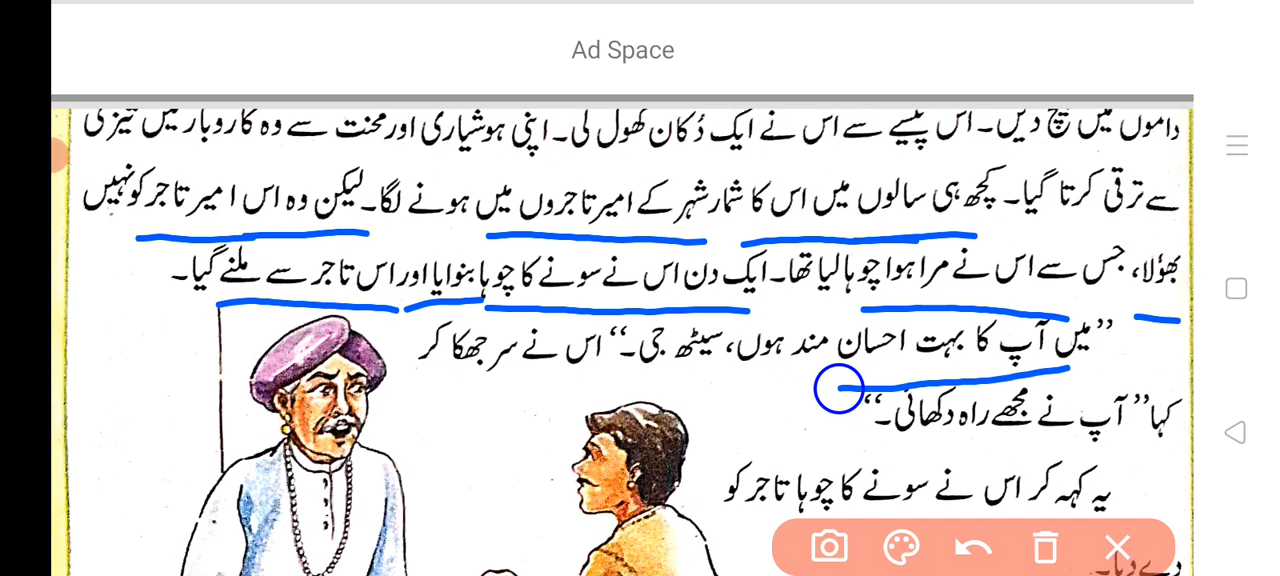 Ad Space
داموں میں بیچ دیں۔ اس پیسے سے اس نے ایک دُکان کھول لی۔ اپنی ہوشیاری اور محنت سے وہ کاروبار میں تیزی
سے ترقی کرتا گیا۔ کچھ ہی سالوں میں اس کا شمار شہر کے امیر تاجروں میں ہونے لگا۔ لیکن وہ اس امیر تاجر کو نہیں
بھوٗلا، جس سے اس نے مرا ہوا چوہا لیا تھا۔ ایک دن اس نے سونے کا چوہا بنوایا اور اس تاجر سے ملنے گیا۔
”میں آپ کا بہت احسان مند ہوں، سیٹھ جی۔“ اس نے سر جھکا کر
کہا ”آپ نے مجھے راہ دکھائی۔“
یہ کہہ کر اس نے سونے کا چوہا تاجر کو
دے دیا۔